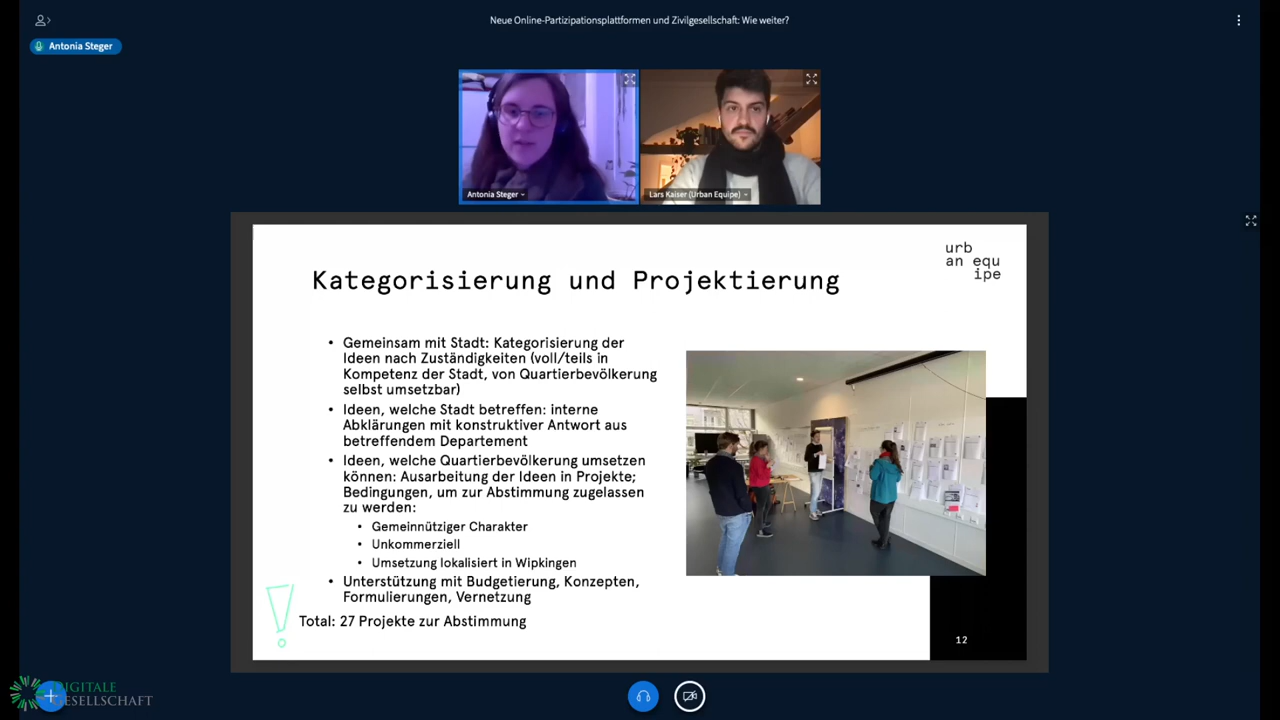 Neue Online-Partizipationsplattformen und Zivilgesellschaft: Wie weiter?
Antonia Steger
Antonia Steger
Lars Kaiser (Urban Equipe)
urb
an equ
ipe
Kategorisierung und Projektierung
• Gemeinsam mit Stadt: Kategorisierung der
Ideen nach Zuständigkeiten (voll/teils in
Kompetenz der Stadt, von Quartierbevölkerung
selbst umsetzbar)
• Ideen, welche Stadt betreffen: interne
Abklärungen mit konstruktiver Antwort aus
betreffendem Departement
• Ideen, welche Quartierbevölkerung umsetzen
können: Ausarbeitung der Ideen in Projekte;
Bedingungen, um zur Abstimmung zugelassen
zu werden:
• Gemeinnütziger Charakter
• Unkommerziell
• Umsetzung lokalisiert in Wipkingen
• Unterstützung mit Budgetierung, Konzepten,
Formulierungen, Vernetzung
!
Total: 27 Projekte zur Abstimmung
12
DIGITALE
GESELLSCHAFT